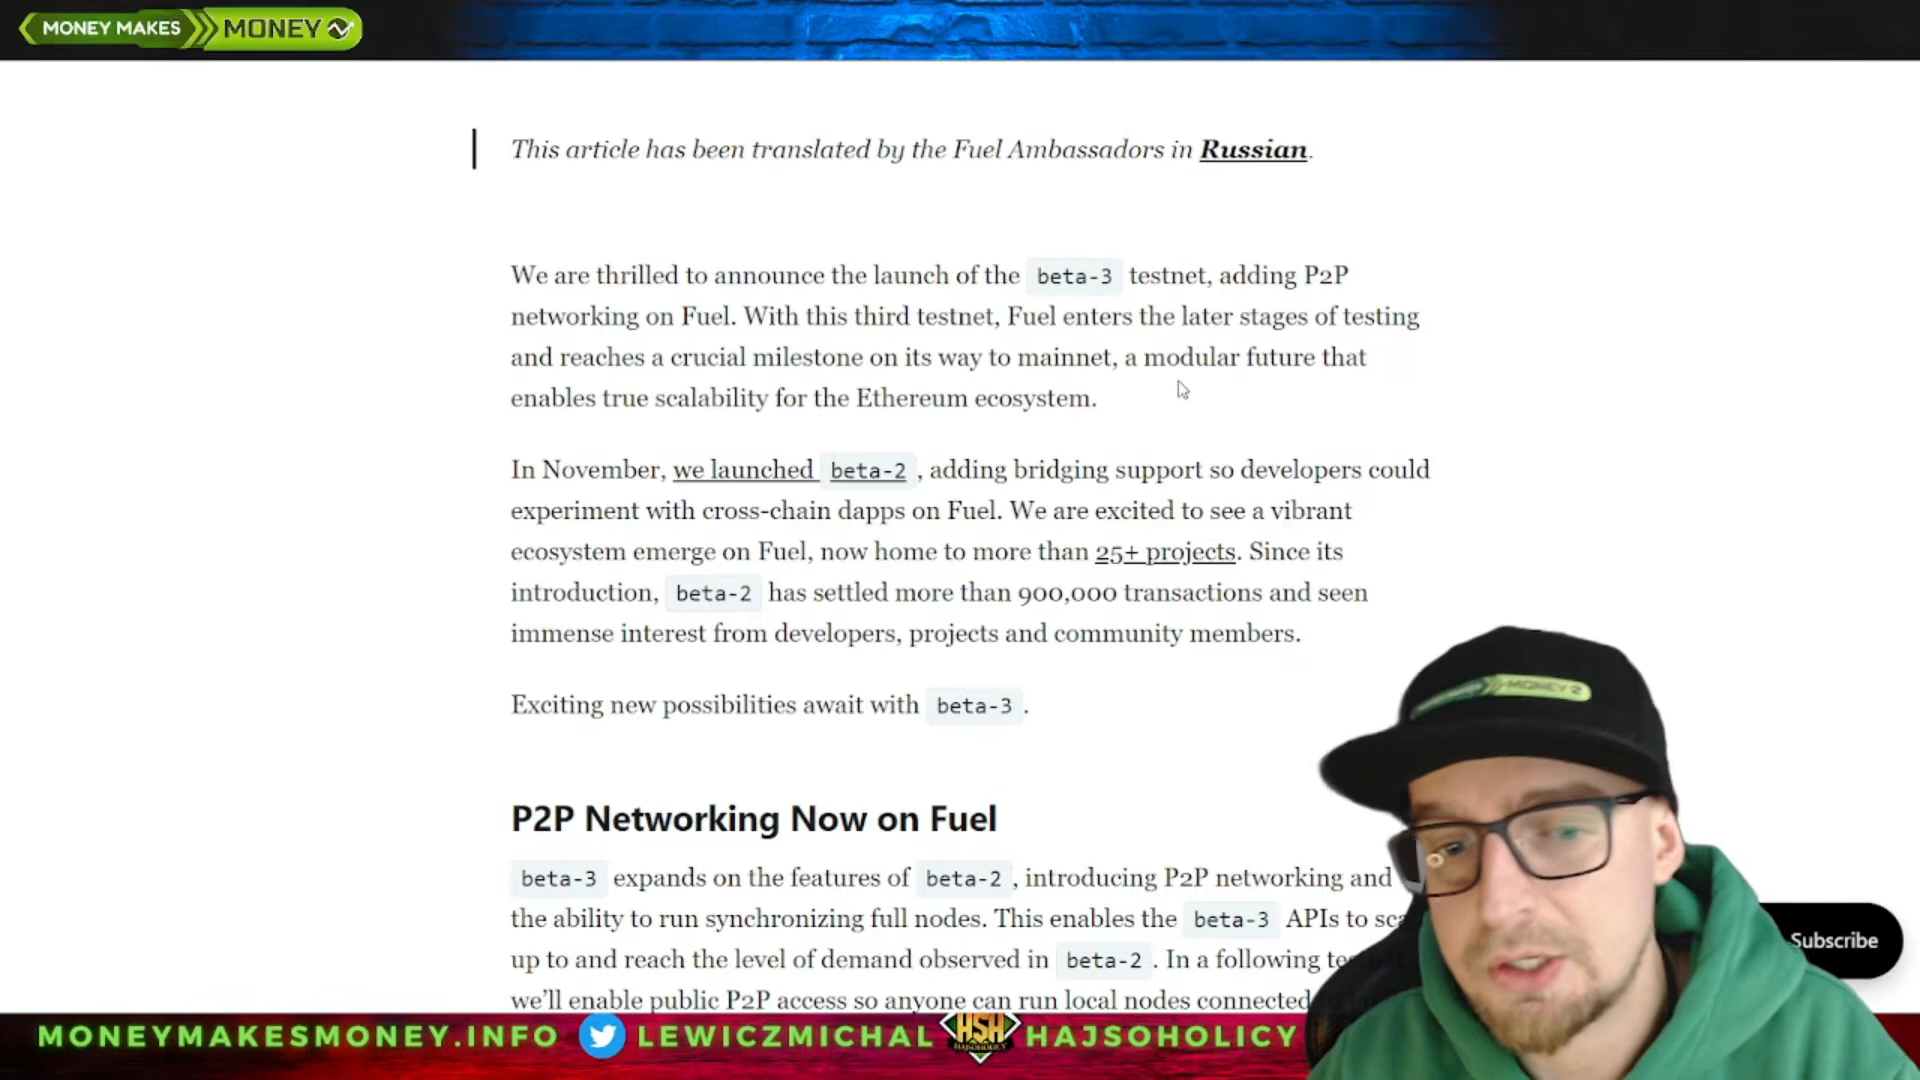 MONEY MAKES MONEY
This article has been translated by the Fuel Ambassadors in Russian.
We are thrilled to announce the launch of the beta-3 testnet, adding P2P
networking on Fuel. With this third testnet, Fuel enters the later stages of testing
and reaches a crucial milestone on its way to mainnet, a modular future that
enables true scalability for the Ethereum ecosystem.
In November, we launched beta-2, adding bridging support so developers could
experiment with cross-chain dapps on Fuel. We are excited to see a vibrant
ecosystem emerge on Fuel, now home to more than 25+ projects. Since its
introduction, beta-2 has settled more than 900,000 transactions and seen
immense interest from developers, projects and community members.
Exciting new possibilities await with beta-3.
P2P Networking Now on Fuel
beta-3 expands on the features of beta-2, introducing P2P networking and
the ability to run synchronizing full nodes. This enables the beta-3 APIs to
up to and reach the level of demand observed in beta-2. In a following
we'll enable public P2P access so anyone can run local nodes connected
MONEY
Subscribe
MONEYMAKESMONEY.INFO LEWICZMICHAL HSH HAJSOHOLICY HAJSOHOLICY